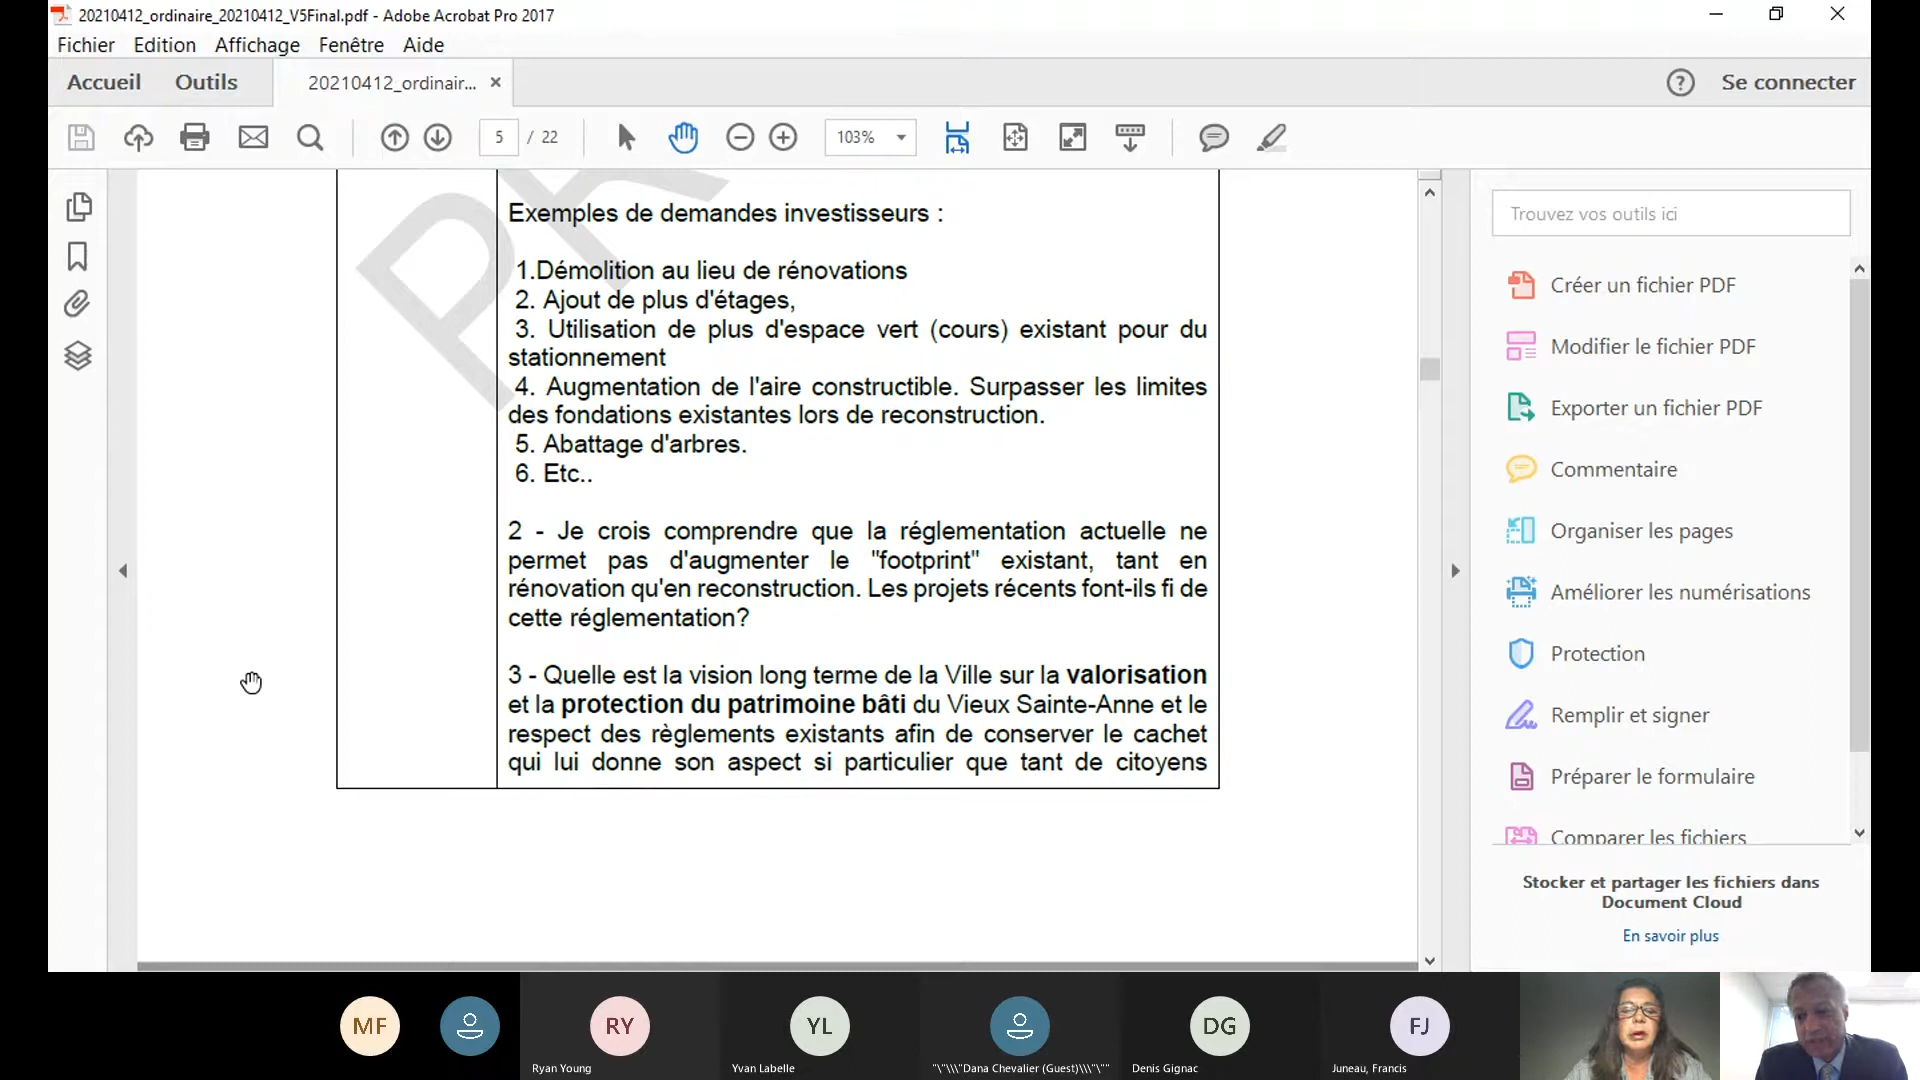 20210412_ordinaire_20210412_V5Final.pdf - Adobe Acrobat Pro 2017
Fichier Edition Affichage Fenêtre Aide
Accueil Outils 20210412_ordinair... × ? Se connecter
5 / 22 103%
Exemples de demandes investisseurs :
1.Démolition au lieu de rénovations
2. Ajout de plus d'étages,
3. Utilisation de plus d'espace vert (cours) existant pour du
stationnement
4. Augmentation de l'aire constructible. Surpasser les limites
des fondations existantes lors de reconstruction.
5. Abattage d'arbres.
6. Etc..
2 - Je crois comprendre que la réglementation actuelle ne
permet pas d'augmenter le "footprint" existant, tant en
rénovation qu'en reconstruction. Les projets récents font-ils fi de
cette réglementation?
3 - Quelle est la vision long terme de la Ville sur la valorisation
et la protection du patrimoine bâti du Vieux Sainte-Anne et le
respect des règlements existants afin de conserver le cachet
qui lui donne son aspect si particulier que tant de citoyens
Trouvez vos outils ici
Créer un fichier PDF
Modifier le fichier PDF
Exporter un fichier PDF
Commentaire
Organiser les pages
Améliorer les numérisations
Protection
Remplir et signer
Préparer le formulaire
Comparer les fichiers
Stocker et partager les fichiers dans
Document Cloud
En savoir plus
MF RY YL DG FJ
Ryan Young Yvan Labelle "\"\\\"Dana Chevalier (Guest)\\\"\"" Denis Gignac Juneau, Francis